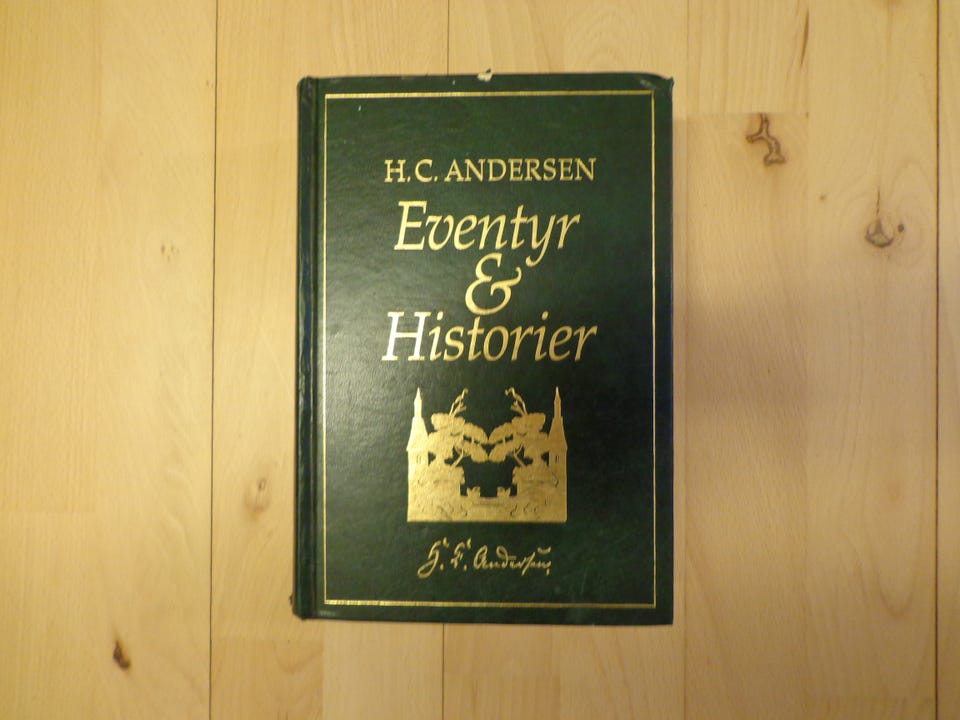 H. C. ANDERSEN
Eventyr
&
Historier
H. C. Andersen